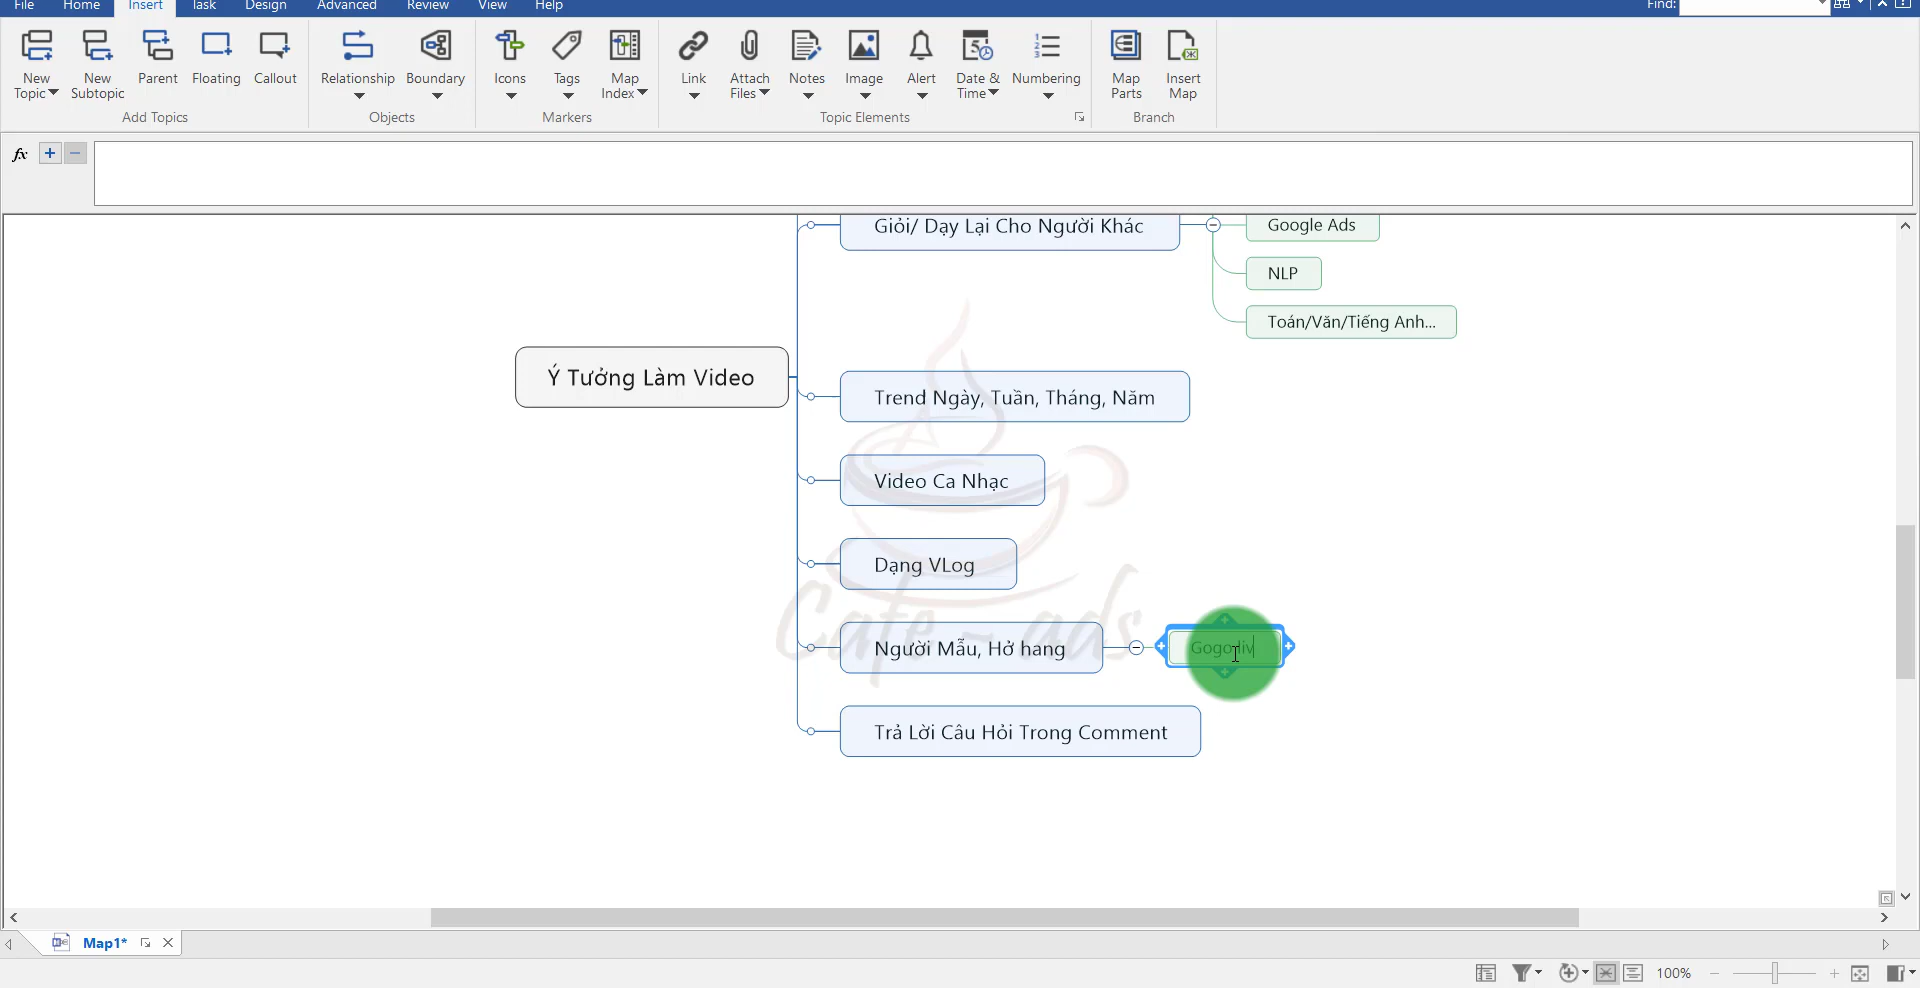 File Home Insert Task Design Advanced Review View Help Find:
New Topic
New Subtopic
Parent
Floating
Callout
Relationship
Boundary
Icons
Tags
Map Index
Link
Attach Files
Notes
Image
Alert
Date & Time
Numbering
Map Parts
Insert Map
Add Topics
Objects
Markers
Topic Elements
Branch
fx
Giỏi/ Dạy Lại Cho Người Khác
Google Ads
NLP
Toán/Văn/Tiếng Anh...
Ý Tưởng Làm Video
Trend Ngày, Tuần, Tháng, Năm
Video Ca Nhạc
Dạng VLog
Cafe - ads
Người Mẫu, Hở hang
Trả Lời Câu Hỏi Trong Comment
Map1*
100%